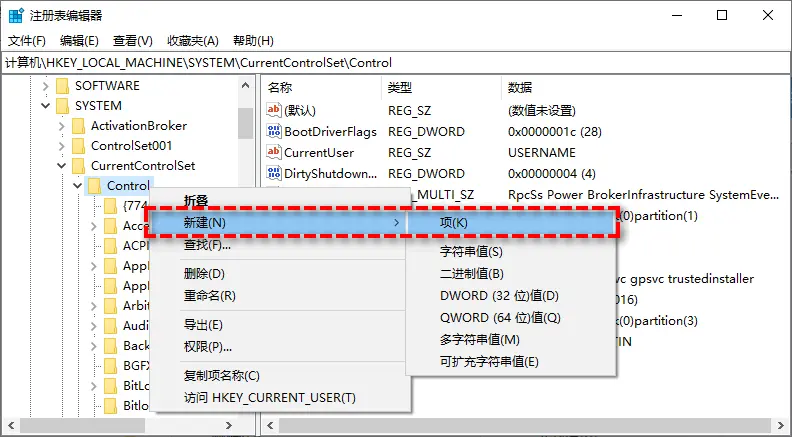 注册表编辑器
文件(F) 编辑(E) 查看(V) 收藏夹(A) 帮助(H)
计算机\HKEY_LOCAL_MACHINE\SYSTEM\CurrentControlSet\Control
SOFTWARE
SYSTEM
ActivationBroker
ControlSet001
CurrentControlSet
Control
{774
Acce
ACPI
AppI
Arbit
Audi
Back
BGFX
BitLo
Bitlo
折叠
新建(N)
查找(F)...
删除(D)
重命名(R)
导出(E)
权限(P)...
复制项名称(C)
访问 HKEY_CURRENT_USER(T)
项(K)
字符串值(S)
二进制值(B)
DWORD (32 位)值(D)
QWORD (64 位)值(Q)
多字符串值(M)
可扩充字符串值(E)
名称 类型 数据
(默认) REG_SZ (数值未设置)
BootDriverFlags REG_DWORD 0x0000001c (28)
CurrentUser REG_SZ USERNAME
DirtyShutdown... REG_DWORD 0x00000004 (4)
_MULTI_SZ RpcSs Power BrokerInfrastructure SystemEve...
(0)partition(1)
vc gpsvc trustedinstaller
016)
(0)partition(3)
TIN